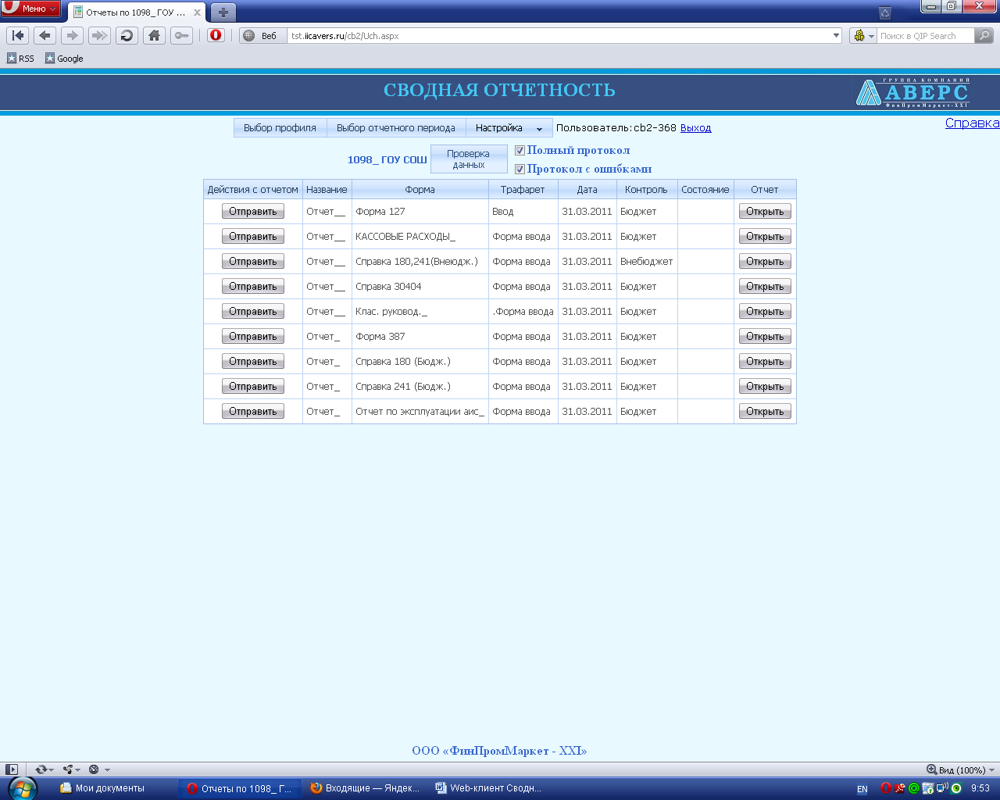 Меню
Отчеты по 1098_ ГОУ ...
Веб
tst.iicavers.ru/cb2/Uch.aspx
Поиск в QIP Search
RSS Google
СВОДНАЯ ОТЧЕТНОСТЬ
ГРУППА КОМПАНИЙ
АВЕРС
ФинПромМаркет-XXI
Выбор профиля Выбор отчетного периода Настройка Пользователь:cb2-368 Выход
Справка
1098_ ГОУ СОШ
Проверка данных
Полный протокол
Протокол с ошибками
Действия с отчетом Название Форма Трафарет Дата Контроль Состояние Отчет
Отправить Отчет__ Форма 127 Ввод 31.03.2011 Бюджет Открыть
Отправить Отчет__ КАССОВЫЕ РАСХОДЫ_ Форма ввода 31.03.2011 Бюджет Открыть
Отправить Отчет__ Справка 180,241(Внеюдж.) Форма ввода 31.03.2011 Внебюджет Открыть
Отправить Отчет__ Справка 30404 Форма ввода 31.03.2011 Бюджет Открыть
Отправить Отчет__ Клас. руковод._ .Форма ввода 31.03.2011 Бюджет Открыть
Отправить Отчет_ Форма 387 Форма ввода 31.03.2011 Бюджет Открыть
Отправить Отчет_ Справка 180 (Бюдж.) Форма ввода 31.03.2011 Бюджет Открыть
Отправить Отчет_ Справка 241 (Бюдж.) Форма ввода 31.03.2011 Бюджет Открыть
Отправить Отчет_ Отчет по эксплуатации аис_ Форма ввода 31.03.2011 Бюджет Открыть
ООО «ФинПромМаркет - XXI»
Вид (100%)
Мои документы
Отчеты по 1098_ Г...
Входящие — Яндек...
Web-клиент Сводн...
EN
9:53